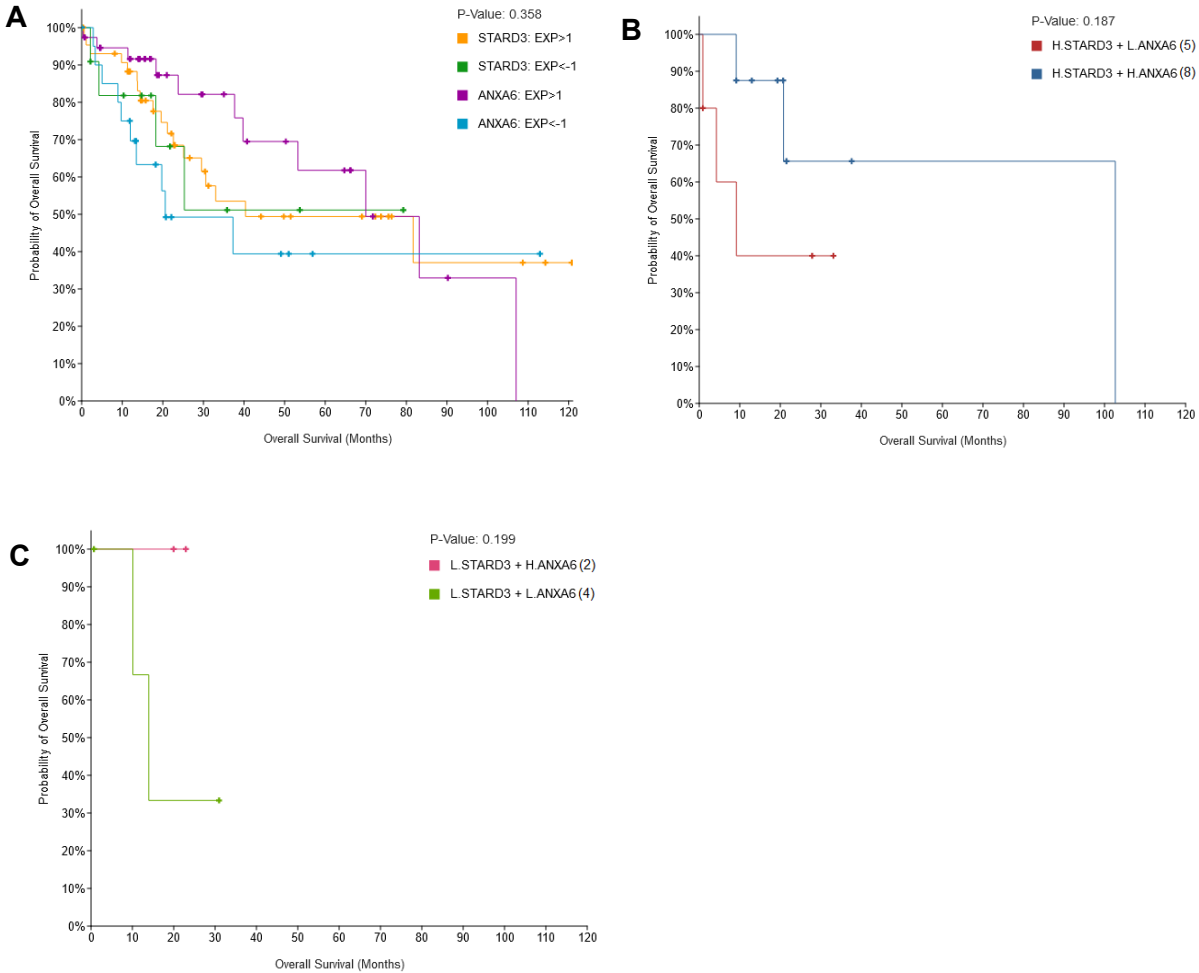 A
P-Value: 0.358
STARD3: EXP>1
STARD3: EXP<-1
ANXA6: EXP>1
ANXA6: EXP<-1
Probability of Overall Survival
100%
90%
80%
70%
60%
50%
40%
30%
20%
10%
0%
0 10 20 30 40 50 60 70 80 90 100 110 120
Overall Survival (Months)
B
P-Value: 0.187
H.STARD3 + L.ANXA6 (5)
H.STARD3 + H.ANXA6 (8)
Probability of Overall Survival
100%
90%
80%
70%
60%
50%
40%
30%
20%
10%
0%
0 10 20 30 40 50 60 70 80 90 100 110 120
Overall Survival (Months)
C
P-Value: 0.199
L.STARD3 + H.ANXA6 (2)
L.STARD3 + L.ANXA6 (4)
Probability of Overall Survival
100%
90%
80%
70%
60%
50%
40%
30%
20%
10%
0%
0 10 20 30 40 50 60 70 80 90 100 110 120
Overall Survival (Months)